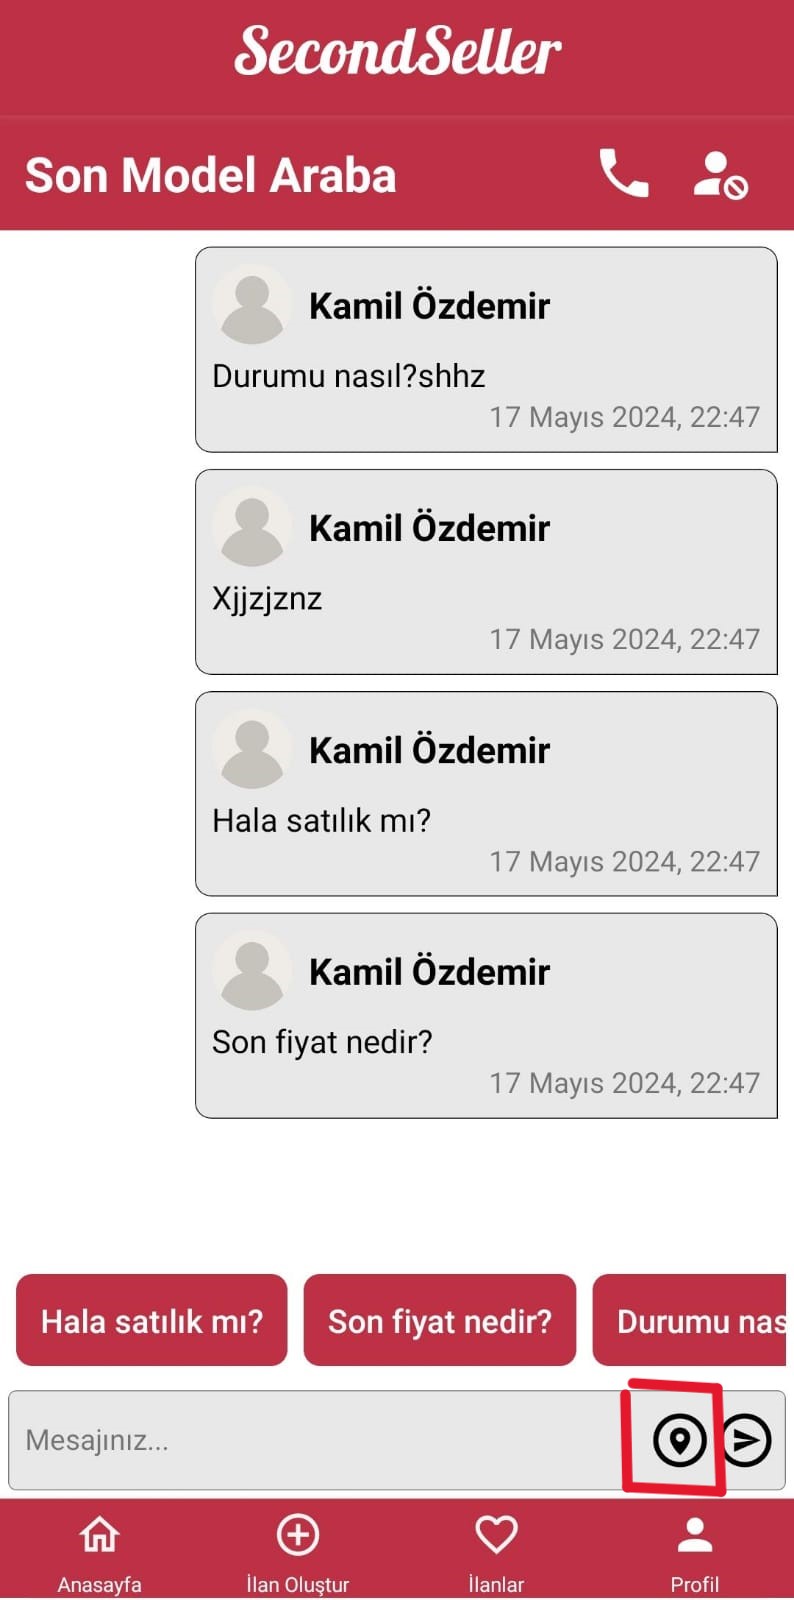 SecondSeller
Son Model Araba
Kamil Özdemir
Durumu nasıl?shhz
17 Mayıs 2024, 22:47
Kamil Özdemir
Xjjzjznz
17 Mayıs 2024, 22:47
Kamil Özdemir
Hala satılık mı?
17 Mayıs 2024, 22:47
Kamil Özdemir
Son fiyat nedir?
17 Mayıs 2024, 22:47
Hala satılık mı? Son fiyat nedir? Durumu nas
Mesajınız...
Anasayfa İlan Oluştur İlanlar Profil